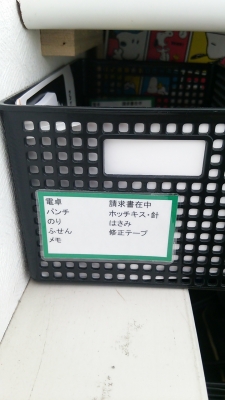 電卓
パンチ
のり
ふせん
メモ
請求書在中
ホッチキス・針
はさみ
修正テープ